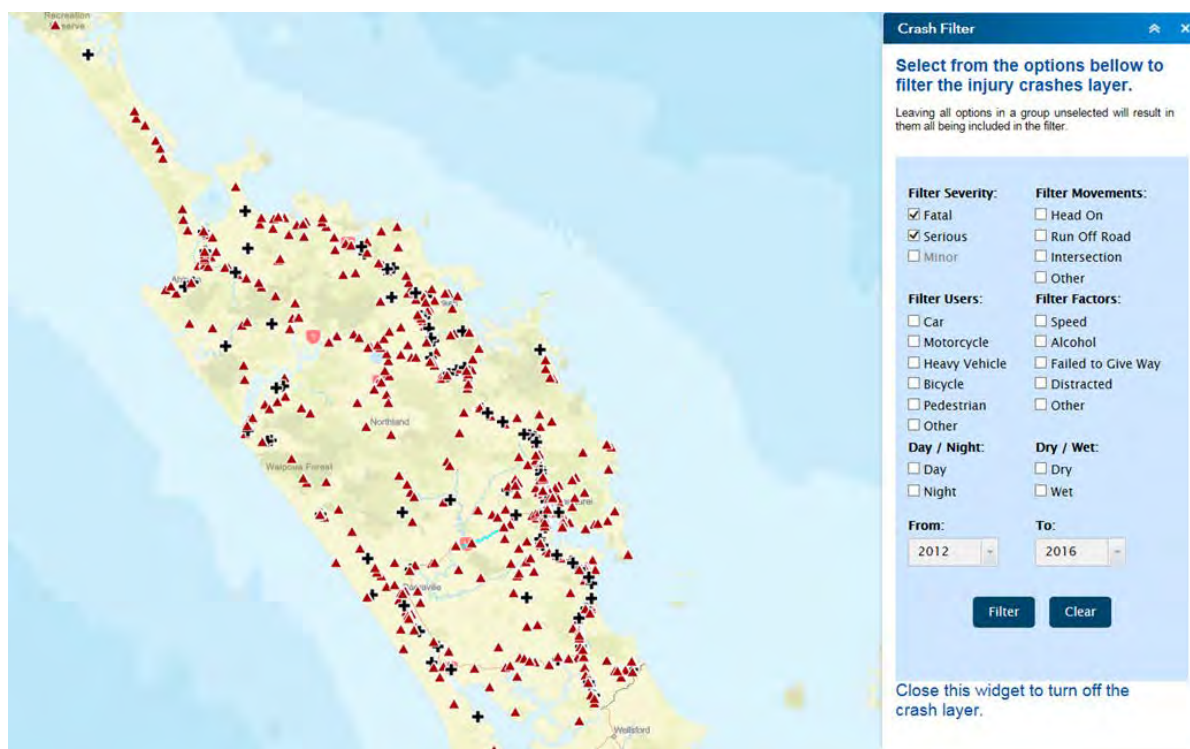 Recreation
Reserve
Northland
Waipoua Forest
Dargaville
Wellsford
Crash Filter
Select from the options bellow to
filter the injury crashes layer.
Leaving all options in a group unselected will result in
them all being included in the filter.
Filter Severity:
Fatal
Serious
Minor
Filter Movements:
Head On
Run Off Road
Intersection
Other
Filter Users:
Car
Motorcycle
Heavy Vehicle
Bicycle
Pedestrian
Other
Filter Factors:
Speed
Alcohol
Failed to Give Way
Distracted
Other
Day / Night:
Day
Night
Dry / Wet:
Dry
Wet
From:
2012
To:
2016
Filter
Clear
Close this widget to turn off the
crash layer.